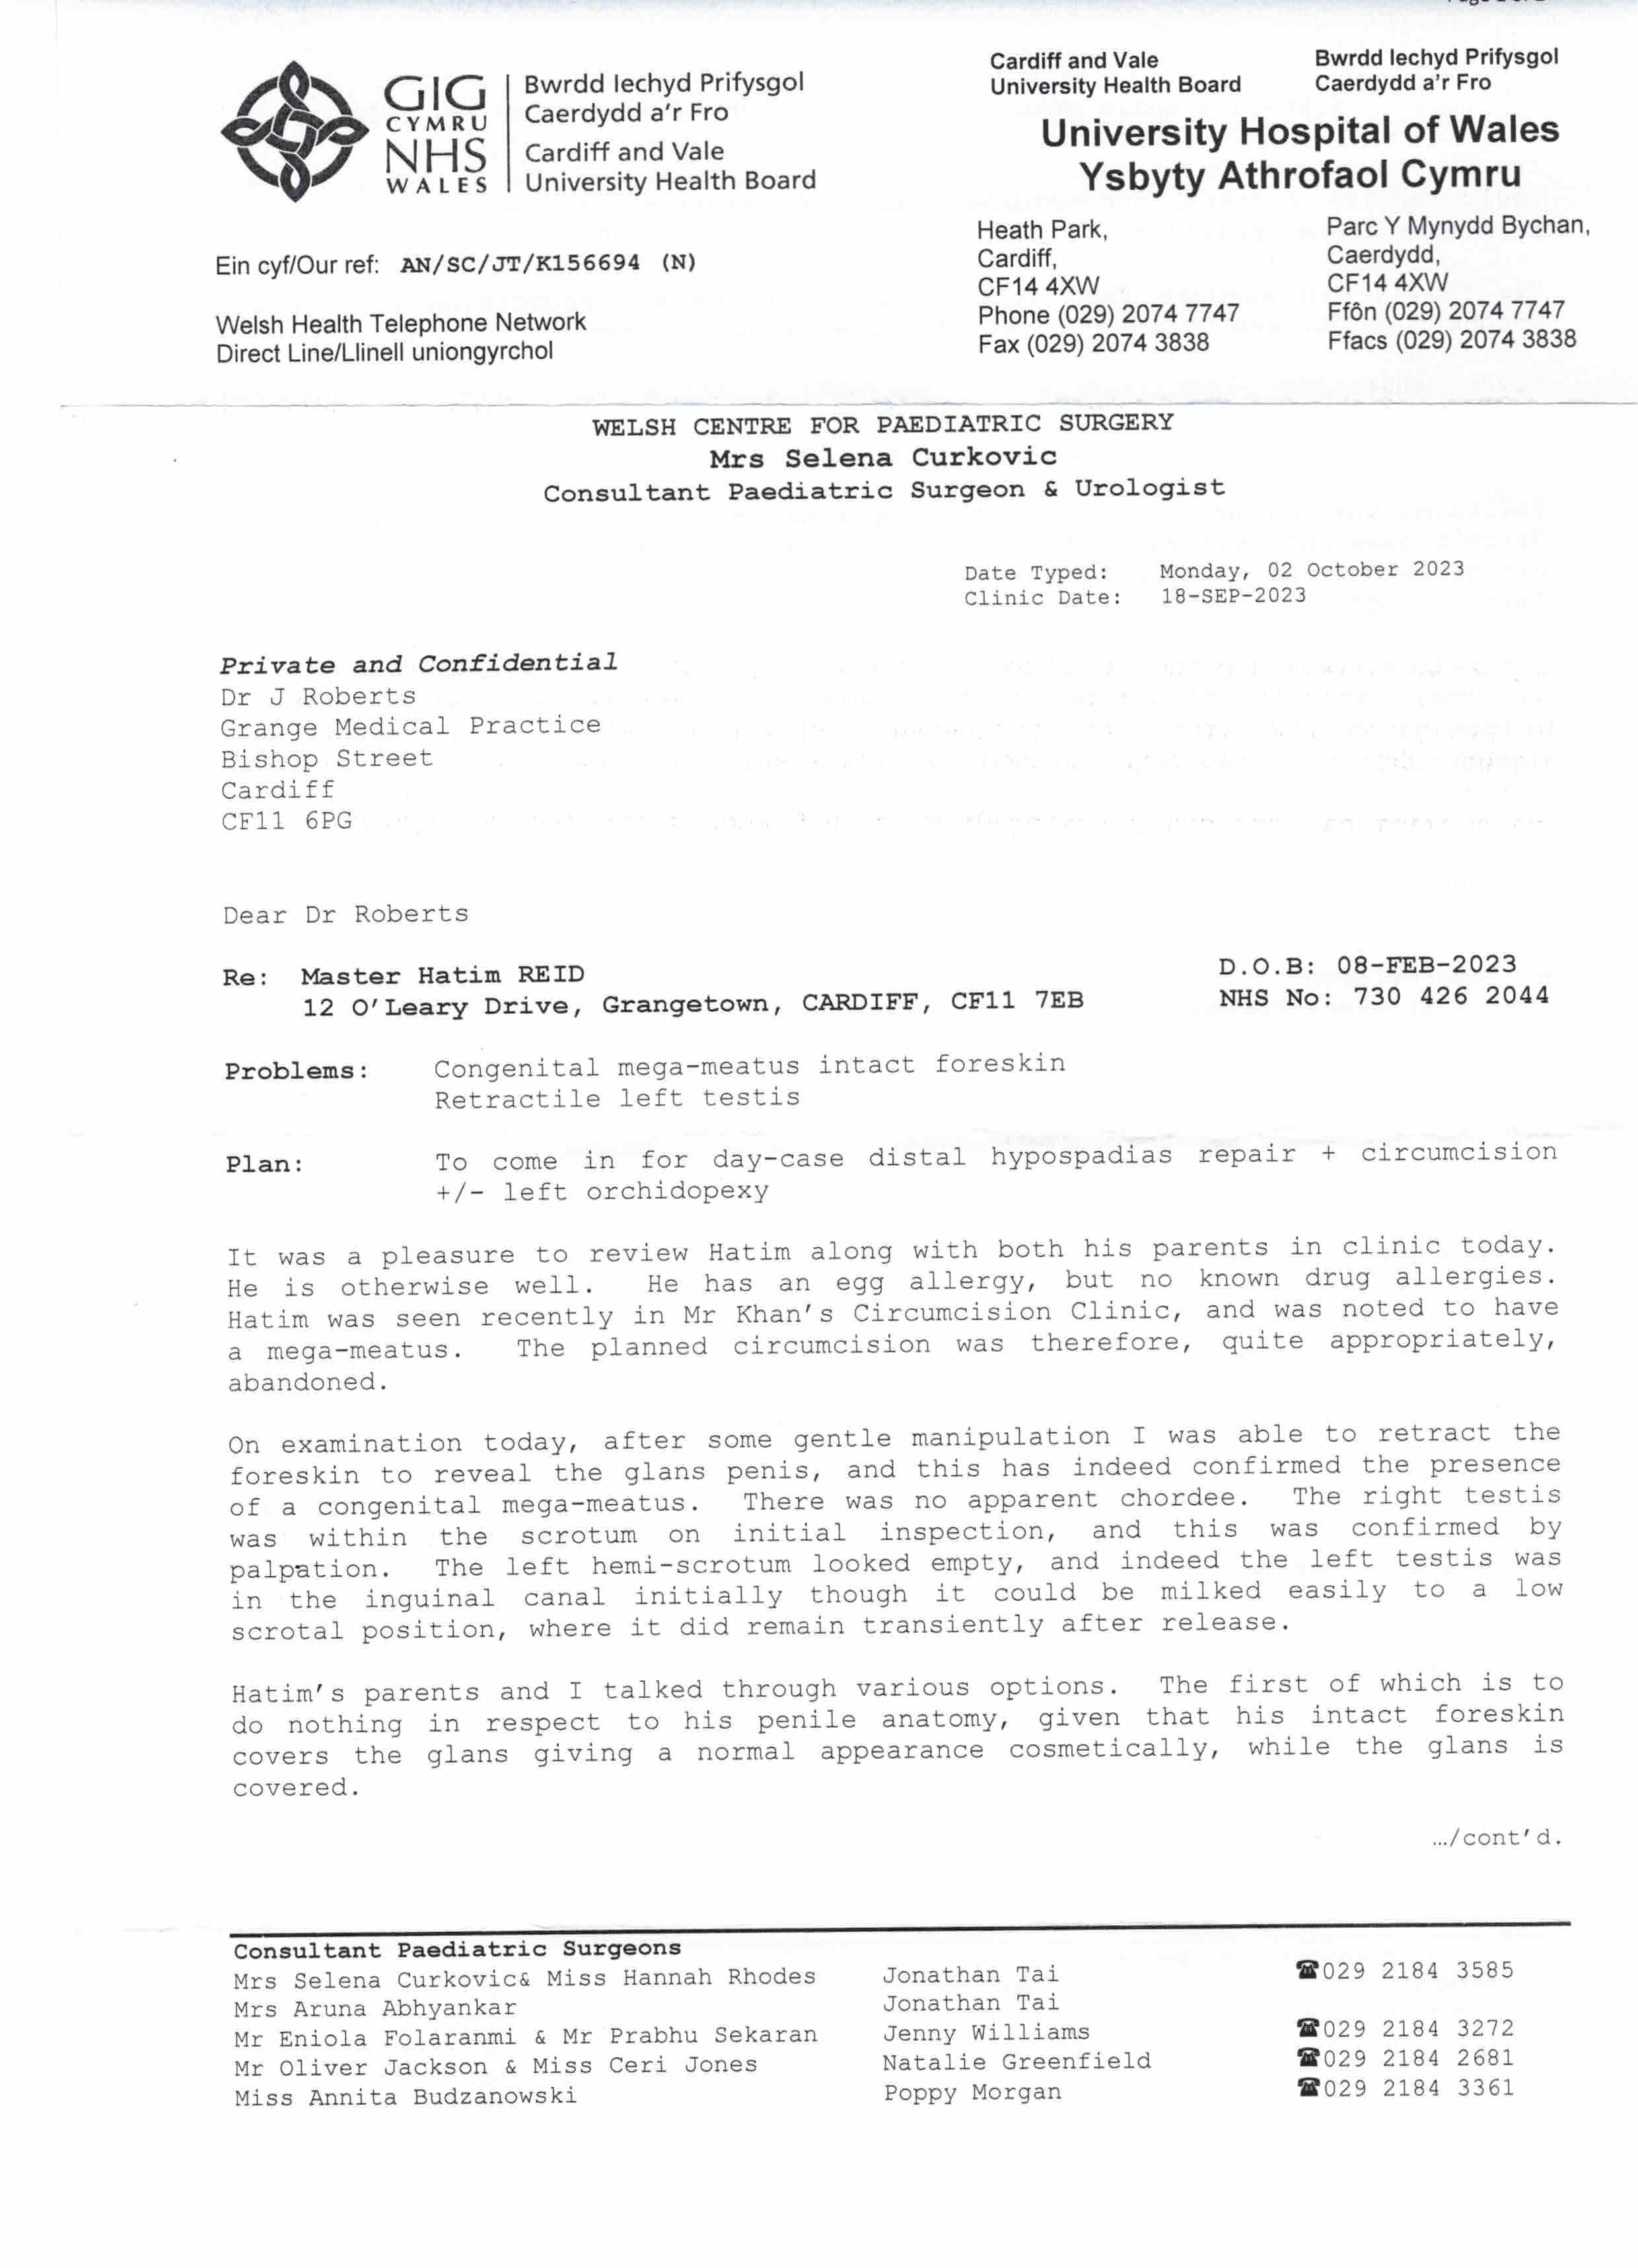 GIG
CYMRU
NHS
WALES
Bwrdd Iechyd Prifysgol
Caerdydd a'r Fro
Cardiff and Vale
University Health Board
Cardiff and Vale
University Health Board
Bwrdd Iechyd Prifysgol
Caerdydd a'r Fro
University Hospital of Wales
Ysbyty Athrofaol Cymru
Heath Park,
Cardiff,
CF14 4XW
Phone (029) 2074 7747
Fax (029) 2074 3838
Parc Y Mynydd Bychan,
Caerdydd,
CF14 4XW
Ffôn (029) 2074 7747
Ffacs (029) 2074 3838
Ein cyf/Our ref: AN/SC/JT/K156694 (N)
Welsh Health Telephone Network
Direct Line/Llinell uniongyrchol
WELSH CENTRE FOR PAEDIATRIC SURGERY
Mrs Selena Curkovic
Consultant Paediatric Surgeon & Urologist
Date Typed: Monday, 02 October 2023
Clinic Date: 18-SEP-2023
Private and Confidential
Dr J Roberts
Grange Medical Practice
Bishop Street
Cardiff
CF11 6PG
Dear Dr Roberts
Re: Master Hatim REID D.O.B: 08-FEB-2023
12 O'Leary Drive, Grangetown, CARDIFF, CF11 7EB NHS No: 730 426 2044
Problems: Congenital mega-meatus intact foreskin
Retractile left testis
Plan: To come in for day-case distal hypospadias repair + circumcision
+/- left orchidopexy
It was a pleasure to review Hatim along with both his parents in clinic today.
He is otherwise well. He has an egg allergy, but no known drug allergies.
Hatim was seen recently in Mr Khan's Circumcision Clinic, and was noted to have
a mega-meatus. The planned circumcision was therefore, quite appropriately,
abandoned.
On examination today, after some gentle manipulation I was able to retract the
foreskin to reveal the glans penis, and this has indeed confirmed the presence
of a congenital mega-meatus. There was no apparent chordee. The right testis
was within the scrotum on initial inspection, and this was confirmed by
palpation. The left hemi-scrotum looked empty, and indeed the left testis was
in the inguinal canal initially though it could be milked easily to a low
scrotal position, where it did remain transiently after release.
Hatim's parents and I talked through various options. The first of which is to
do nothing in respect to his penile anatomy, given that his intact foreskin
covers the glans giving a normal appearance cosmetically, while the glans is
covered.
…/cont'd.
Consultant Paediatric Surgeons
Mrs Selena Curkovic& Miss Hannah Rhodes Jonathan Tai ☎029 2184 3585
Mrs Aruna Abhyankar Jonathan Tai
Mr Eniola Folaranmi & Mr Prabhu Sekaran Jenny Williams ☎029 2184 3272
Mr Oliver Jackson & Miss Ceri Jones Natalie Greenfield ☎029 2184 2681
Miss Annita Budzanowski Poppy Morgan ☎029 2184 3361